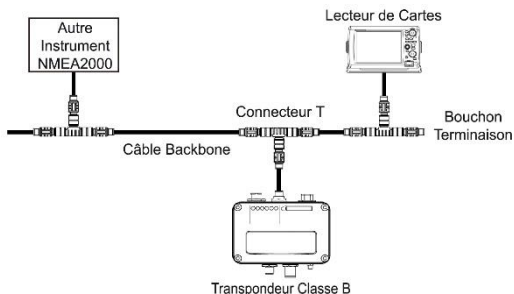 Autre
Instrument
NMEA2000
Lecteur de Cartes
Connecteur T
Bouchon
Terminaison
Câble Backbone
Transpondeur Classe B